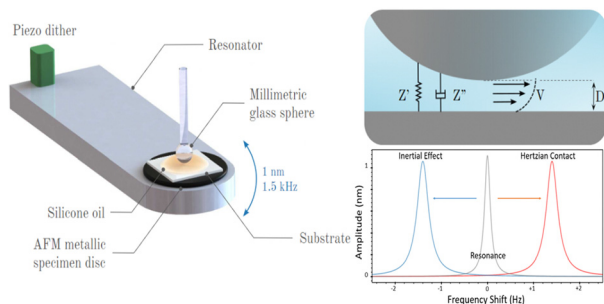 Piezo dither
Resonator
Millimetric
glass sphere
1 nm
1.5 kHz
Silicone oil
Substrate
AFM metallic
specimen disc
Z'
Z"
V
D
Inertial Effect
Hertzian Contact
Resonance
Amplitude (nm)
1
0
-2
-1
0
+1
+2
Frequency Shift (Hz)